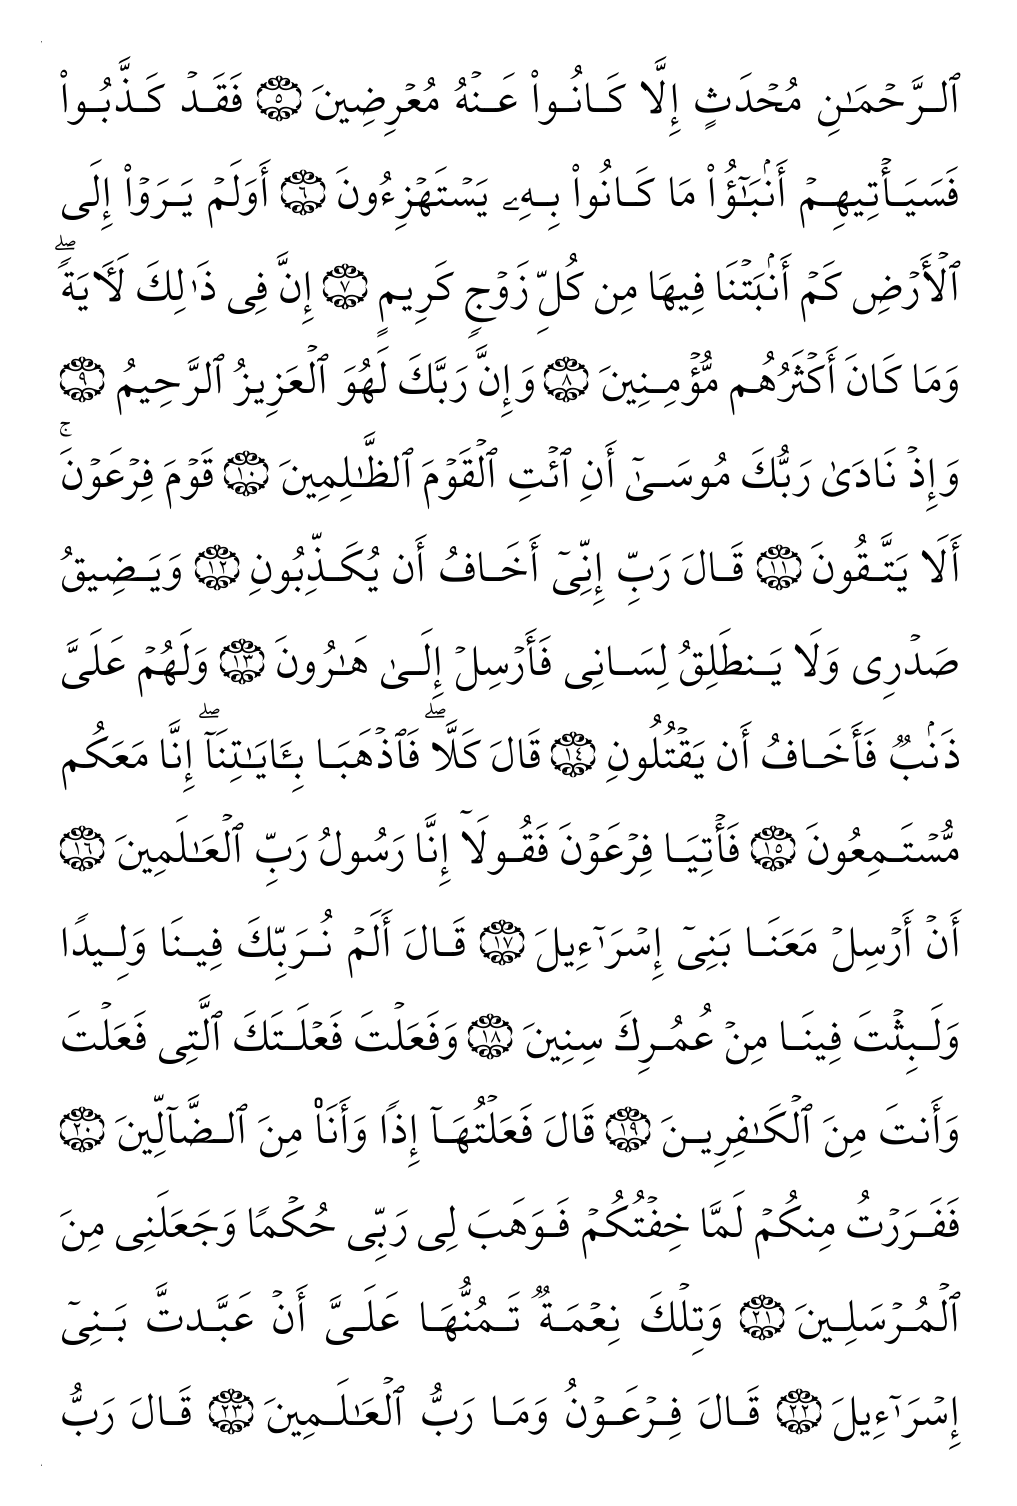 ٱلرَّحۡمَـٰنِ مُحۡدَثٍ إِلَّا كَانُوا۟ عَنۡهُ مُعۡرِضِينَ ۝٥ فَقَدۡ كَذَّبُوا۟
فَسَيَأۡتِيهِمۡ أَنۢبَـٰۤؤُا۟ مَا كَانُوا۟ بِهِۦ يَسۡتَهۡزِءُونَ ۝٦ أَوَلَمۡ يَرَوۡا۟ إِلَى
ٱلۡأَرۡضِ كَمۡ أَنۢبَتۡنَا فِيهَا مِن كُلِّ زَوۡجࣲ كَرِيمٍ ۝٧ إِنَّ فِی ذَ ٰ⁠لِكَ لَـَٔایَةࣰۖ
وَمَا كَانَ أَكۡثَرُهُم مُّؤۡمِنِينَ ۝٨ وَإِنَّ رَبَّكَ لَهُوَ ٱلۡعَزِيزُ ٱلرَّحِيمُ ۝٩
وَإِذۡ نَادَىٰ رَبُّكَ مُوسَىٰۤ أَنِ ٱئۡتِ ٱلۡقَوۡمَ ٱلظَّـٰلِمِينَ ۝١٠ قَوۡمَ فِرۡعَوۡنَۚ
أَلَا يَتَّقُونَ ۝١١ قَالَ رَبِّ إِنِّیۤ أَخَافُ أَن يُكَذِّبُونِ ۝١٢ وَيَضِيقُ
صَدۡرِی وَلَا يَنطَلِقُ لِسَانِی فَأَرۡسِلۡ إِلَىٰ هَـٰرُونَ ۝١٣ وَلَهُمۡ عَلَیَّ
ذَنۢبࣱ فَأَخَافُ أَن يَقۡتُلُونِ ۝١٤ قَالَ كَلَّاۖ فَٱذۡهَبَا بِـَٔايَـٰتِنَاۤۖ إِنَّا مَعَكُم
مُّسۡتَمِعُونَ ۝١٥ فَأۡتِيَا فِرۡعَوۡنَ فَقُولَاۤ إِنَّا رَسُولُ رَبِّ ٱلۡعَـٰلَمِينَ ۝١٦
أَنۡ أَرۡسِلۡ مَعَنَا بَنِیۤ إِسۡرَ ٰۤءِيلَ ۝١٧ قَالَ أَلَمۡ نُرَبِّكَ فِينَا وَلِيدࣰا
وَلَبِثۡتَ فِينَا مِنۡ عُمُرِكَ سِنِينَ ۝١٨ وَفَعَلۡتَ فَعۡلَتَكَ ٱلَّتِی فَعَلۡتَ
وَأَنتَ مِنَ ٱلۡكَـٰفِرِينَ ۝١٩ قَالَ فَعَلۡتُهَاۤ إِذࣰا وَأَنَا۠ مِنَ ٱلضَّاۤلِّينَ ۝٢٠
فَفَرَرۡتُ مِنكُمۡ لَمَّا خِفۡتُكُمۡ فَوَهَبَ لِی رَبِّی حُكۡمࣰا وَجَعَلَنِی مِنَ
ٱلۡمُرۡسَلِينَ ۝٢١ وَتِلۡكَ نِعۡمَةࣱ تَمُنُّهَا عَلَیَّ أَنۡ عَبَّدتَّ بَنِیۤ
إِسۡرَ ٰۤءِيلَ ۝٢٢ قَالَ فِرۡعَوۡنُ وَمَا رَبُّ ٱلۡعَـٰلَمِينَ ۝٢٣ قَالَ رَبُّ